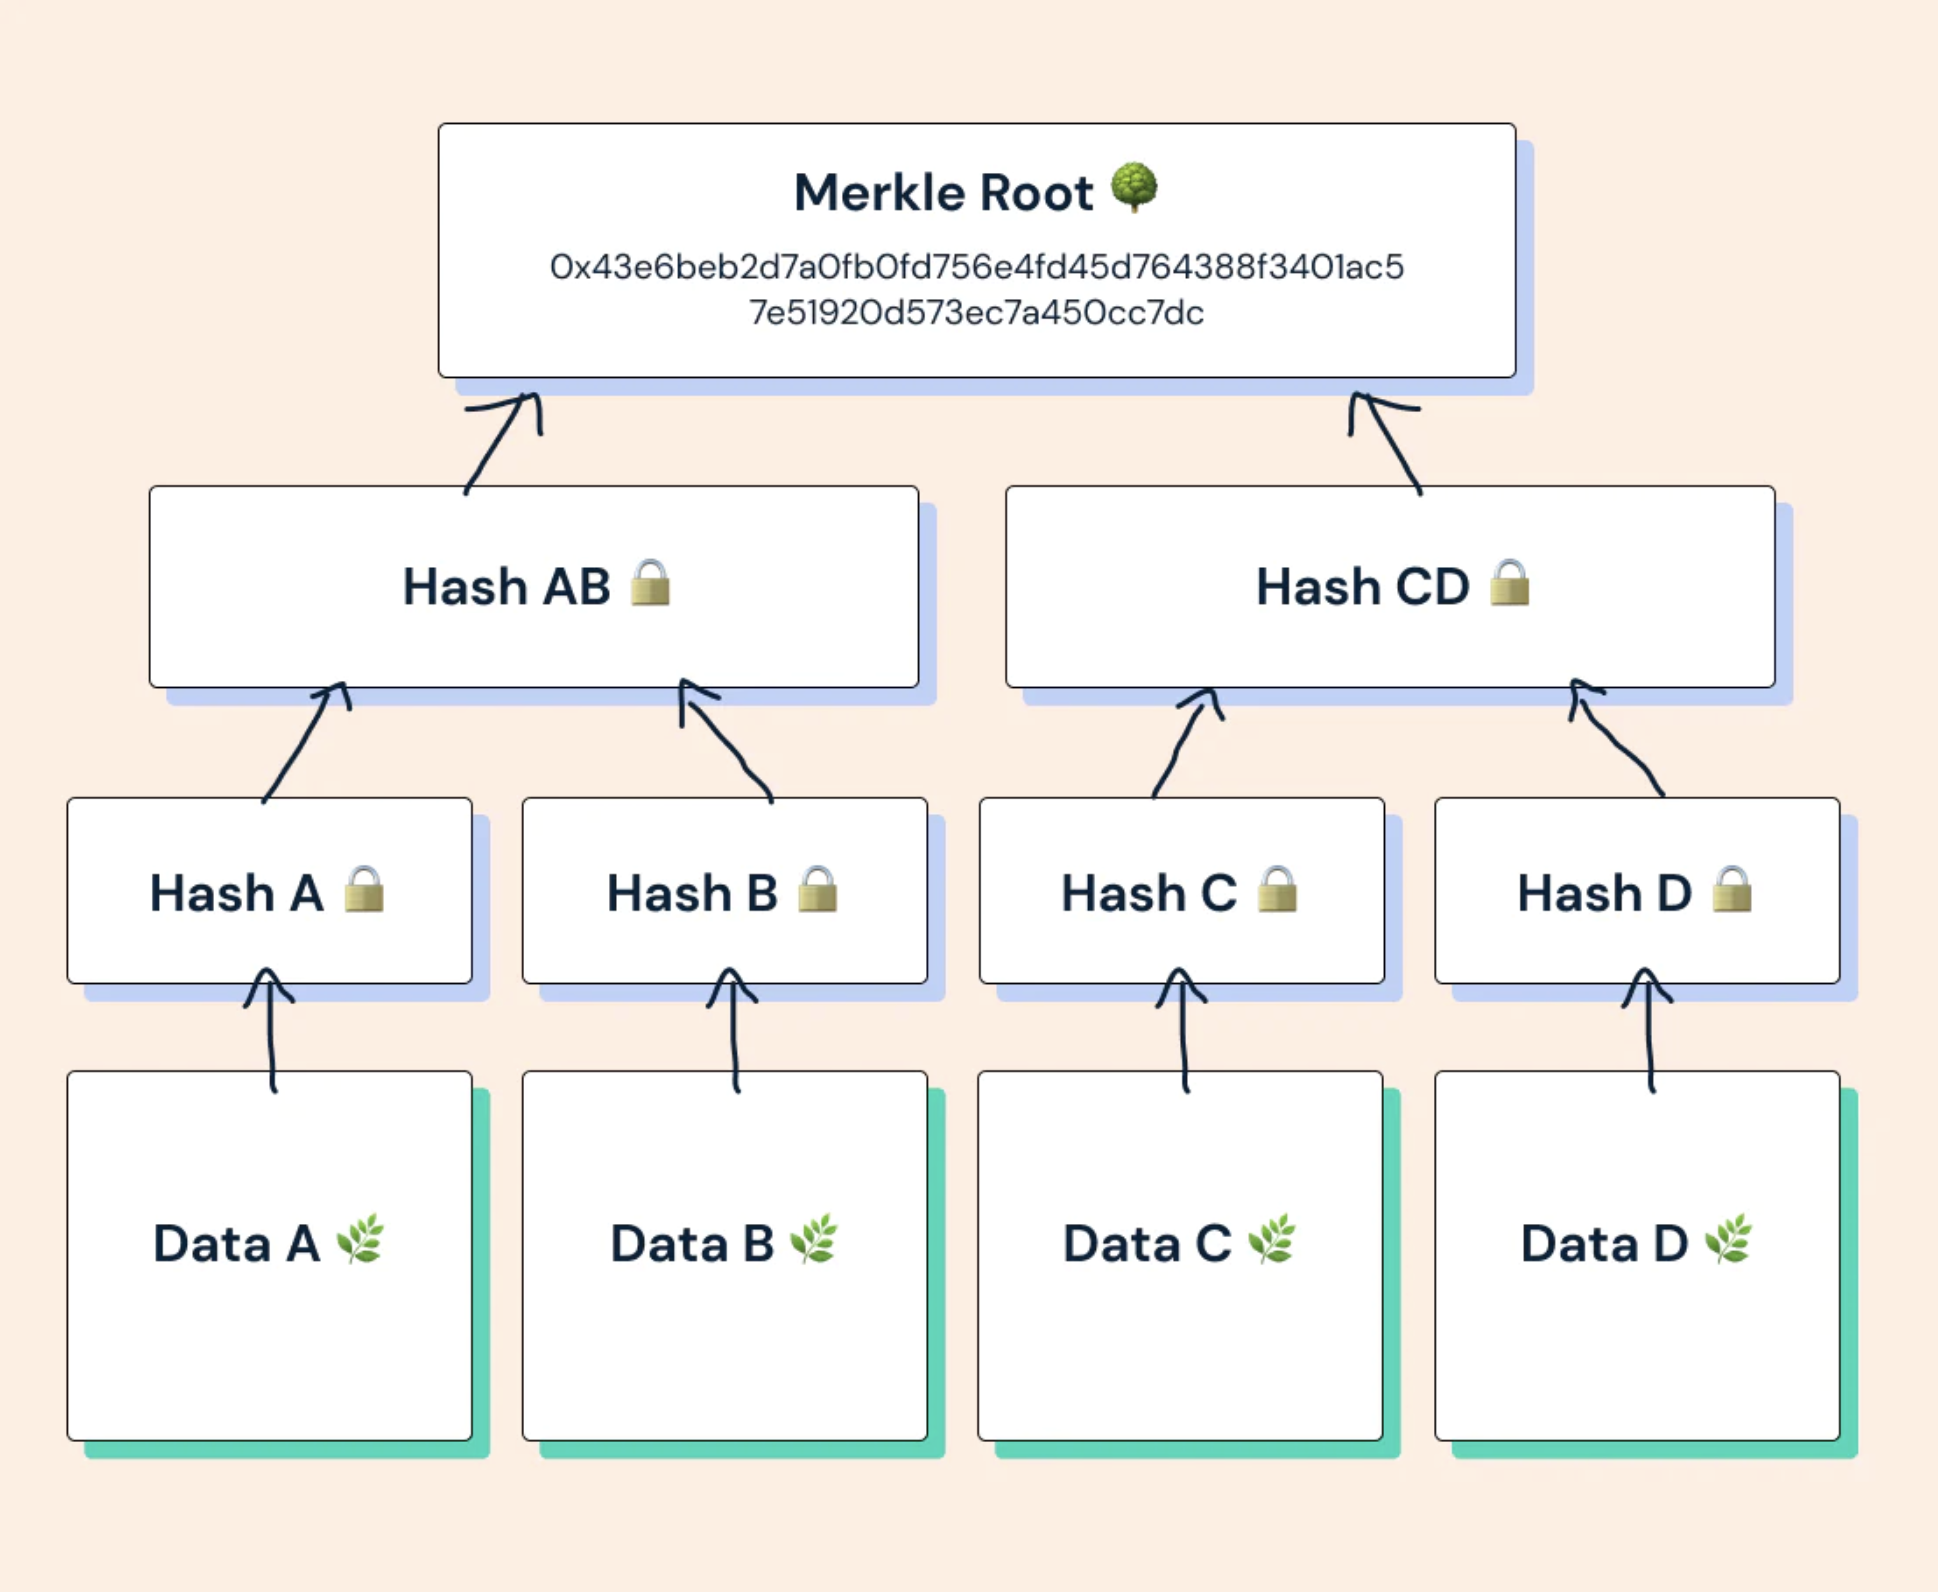 Merkle Root
0x43e6beb2d7a0fb0fd756e4fd45d764388f3401ac5
7e51920d573ec7a450cc7dc
Hash AB
Hash CD
Hash A
Hash B
Hash C
Hash D
Data A
Data B
Data C
Data D